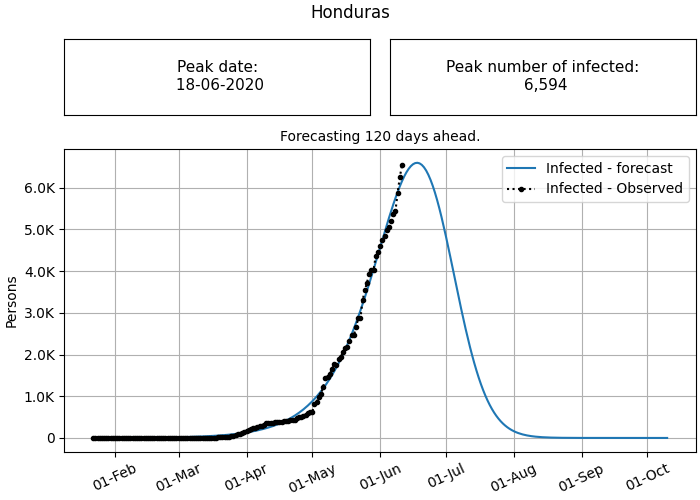 Honduras
Peak date:
18-06-2020
Peak number of infected:
6,594
Forecasting 120 days ahead.
Infected - forecast
Infected - Observed
Persons
6.0K
5.0K
4.0K
3.0K
2.0K
1.0K
0
01-Feb
01-Mar
01-Apr
01-May
01-Jun
01-Jul
01-Aug
01-Sep
01-Oct